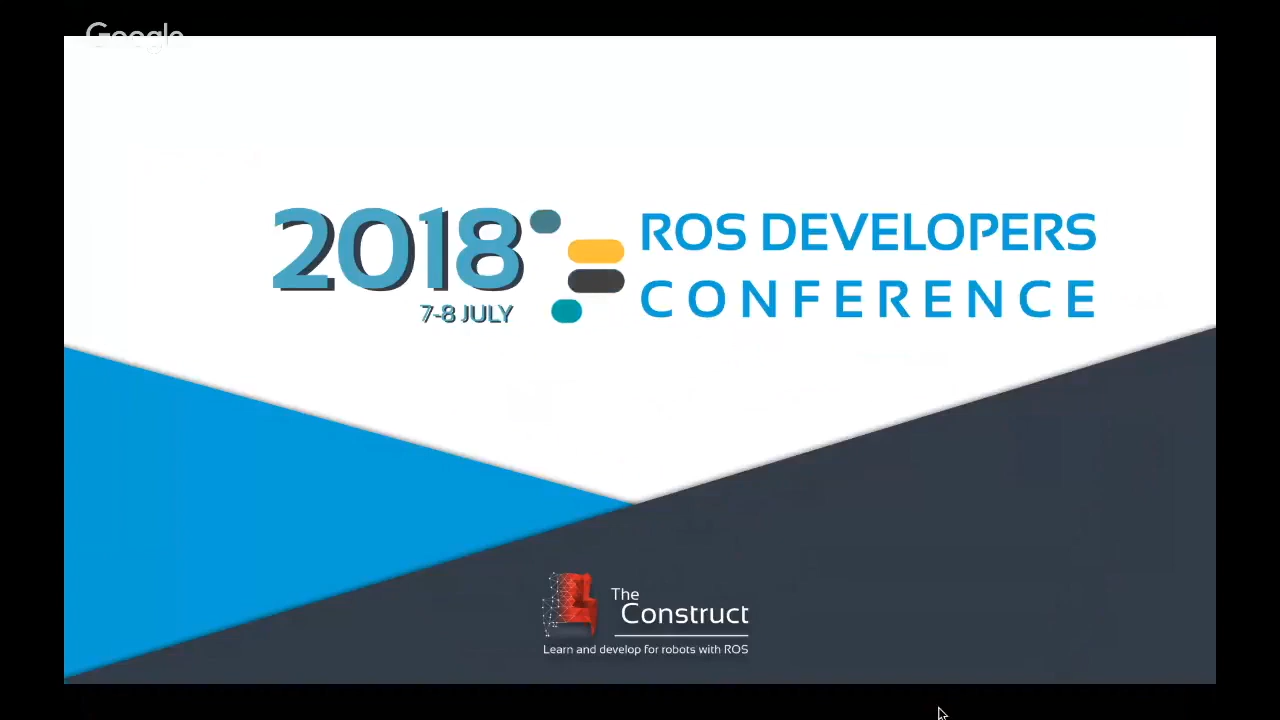 Google
2018
7-8 JULY
ROS DEVELOPERS
CONFERENCE
The
Construct
Learn and develop for robots with ROS